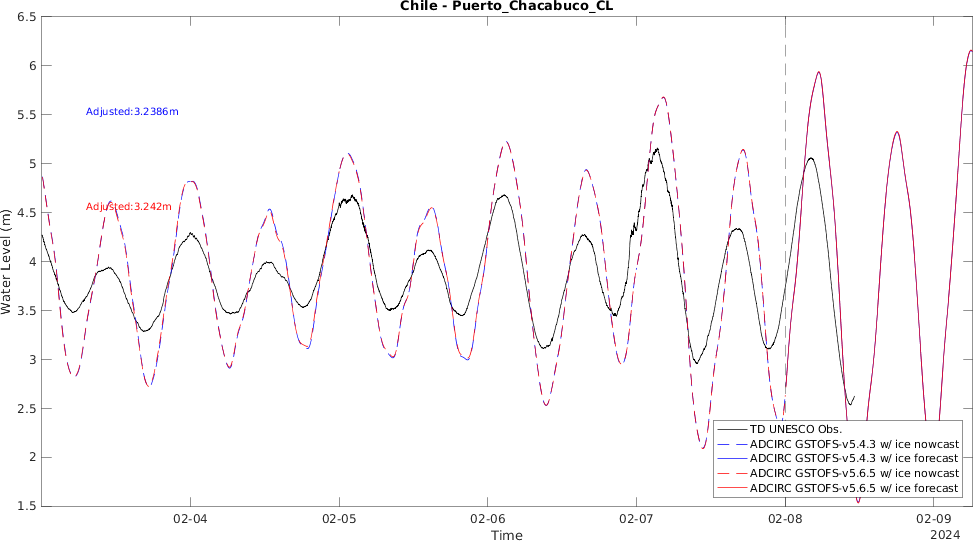 Chile - Puerto_Chacabuco_CL
6.5
6
5.5
5
4.5
4
3.5
3
2.5
2
1.5
Water Level (m)
Adjusted:3.2386m
Adjusted:3.242m
TD UNESCO Obs.
ADCIRC GSTOFS-v5.4.3 w/ ice nowcast
ADCIRC GSTOFS-v5.4.3 w/ ice forecast
ADCIRC GSTOFS-v5.6.5 w/ ice nowcast
ADCIRC GSTOFS-v5.6.5 w/ ice forecast
02-04 02-05 02-06 02-07 02-08 02-09
Time
2024